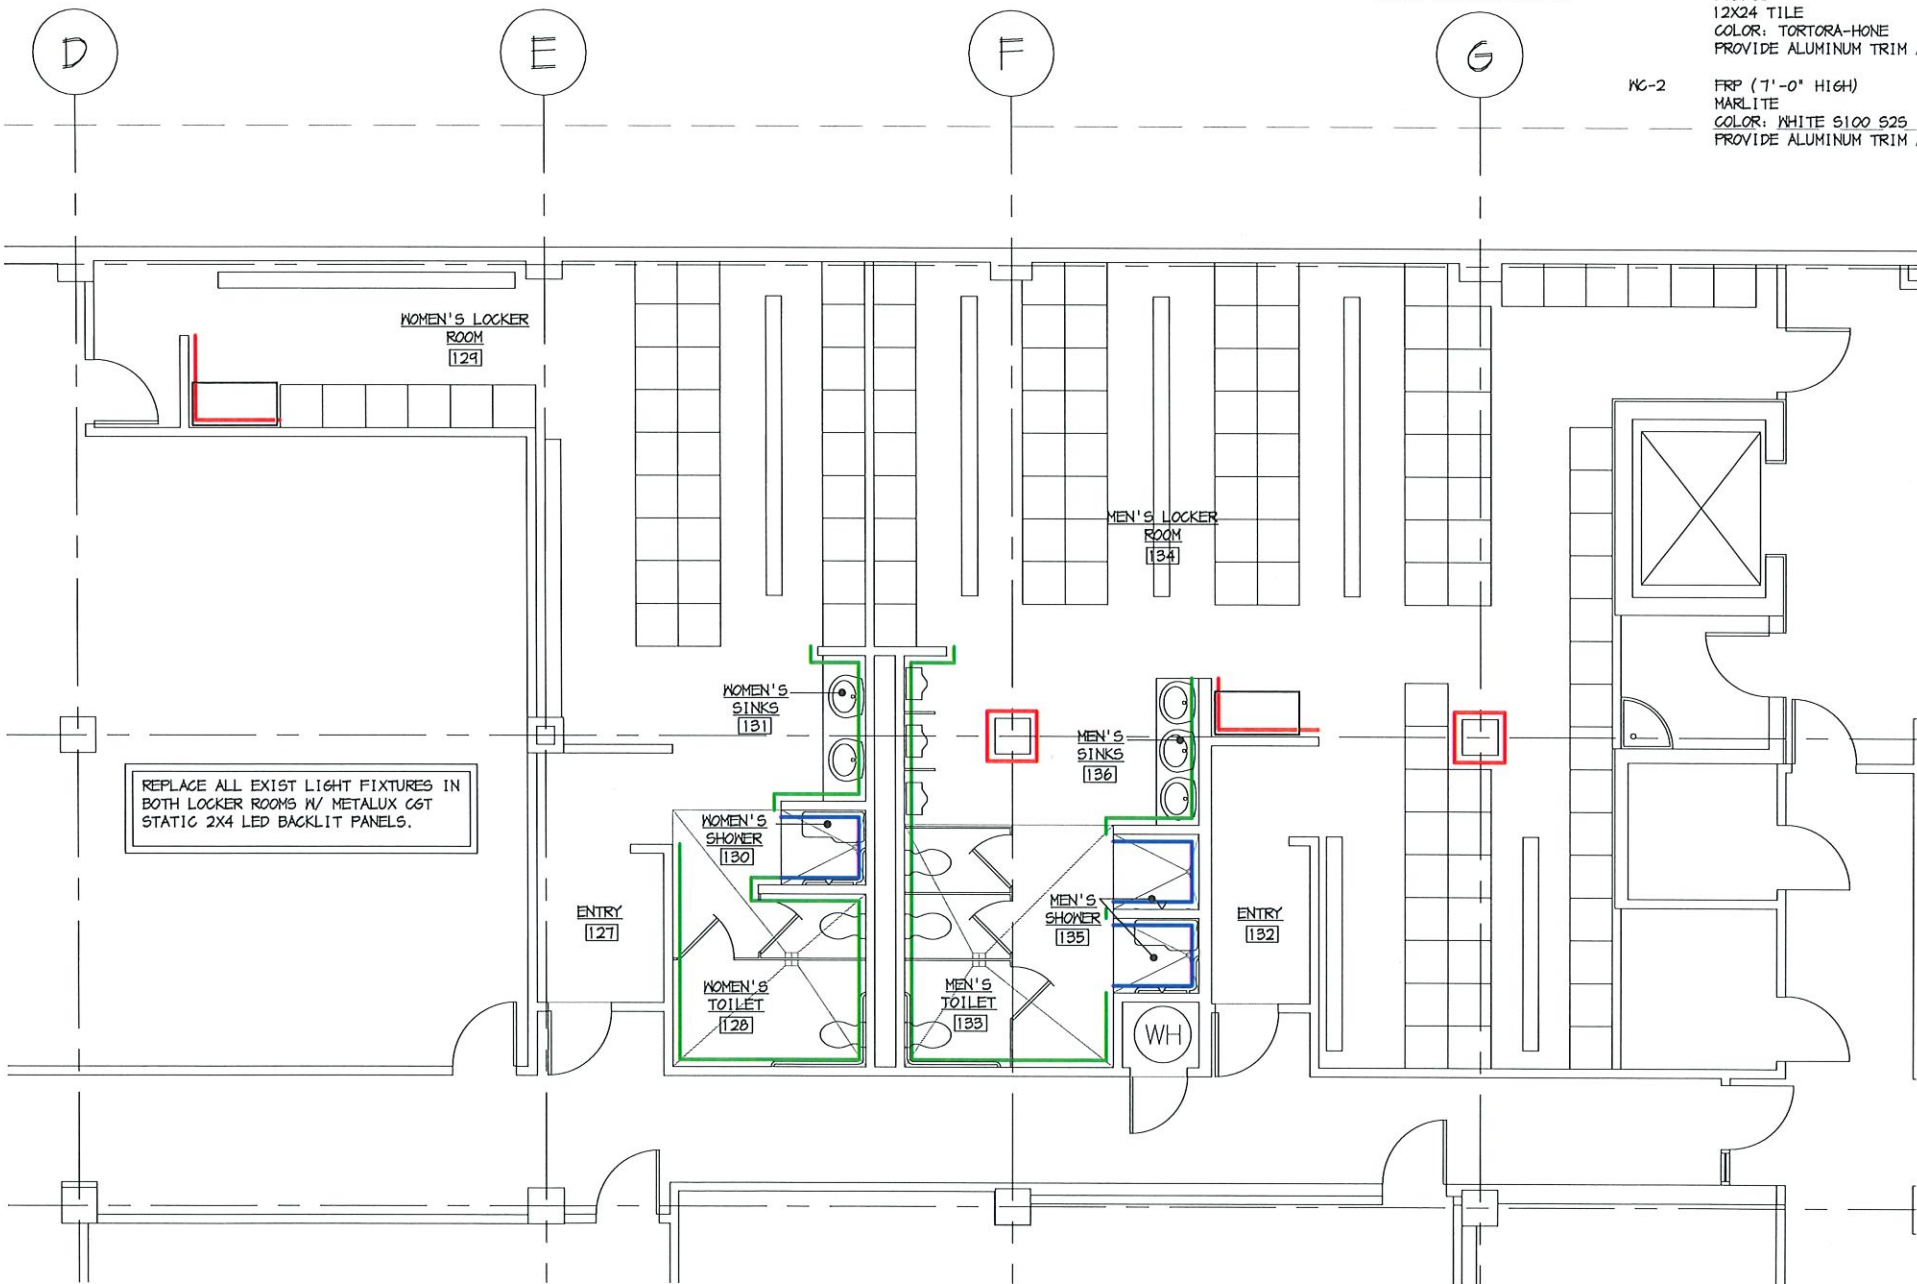 D
E
F
G
12X24 TILE
COLOR: TORTORA-HONE
PROVIDE ALUMINUM TRIM
WC-2
FRP (7'-0" HIGH)
MARLITE
COLOR: WHITE S100 S2S
PROVIDE ALUMINUM TRIM
WOMEN'S LOCKER
ROOM
129
MEN'S LOCKER
ROOM
134
WOMEN'S
SINKS
131
MEN'S
SINKS
136
REPLACE ALL EXIST LIGHT FIXTURES IN
BOTH LOCKER ROOMS W/ METALUX CGT
STATIC 2X4 LED BACKLIT PANELS.
WOMEN'S
SHOWER
130
ENTRY
127
MEN'S
SHOWER
135
ENTRY
132
WOMEN'S
TOILET
128
MEN'S
TOILET
133
WH